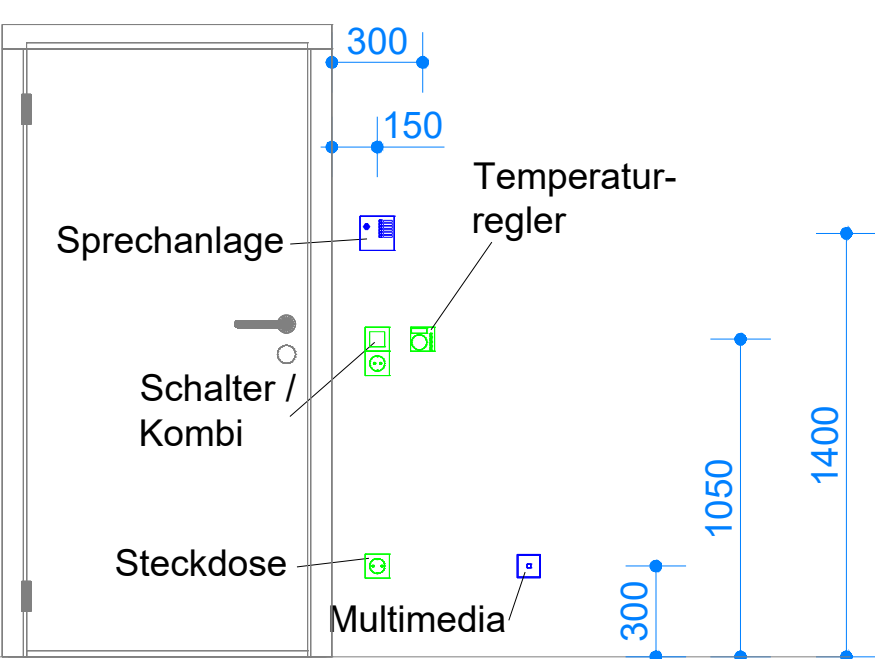 300
150
Temperatur-
regler
Sprechanlage
Schalter /
Kombi
1400
1050
Steckdose
300
Multimedia